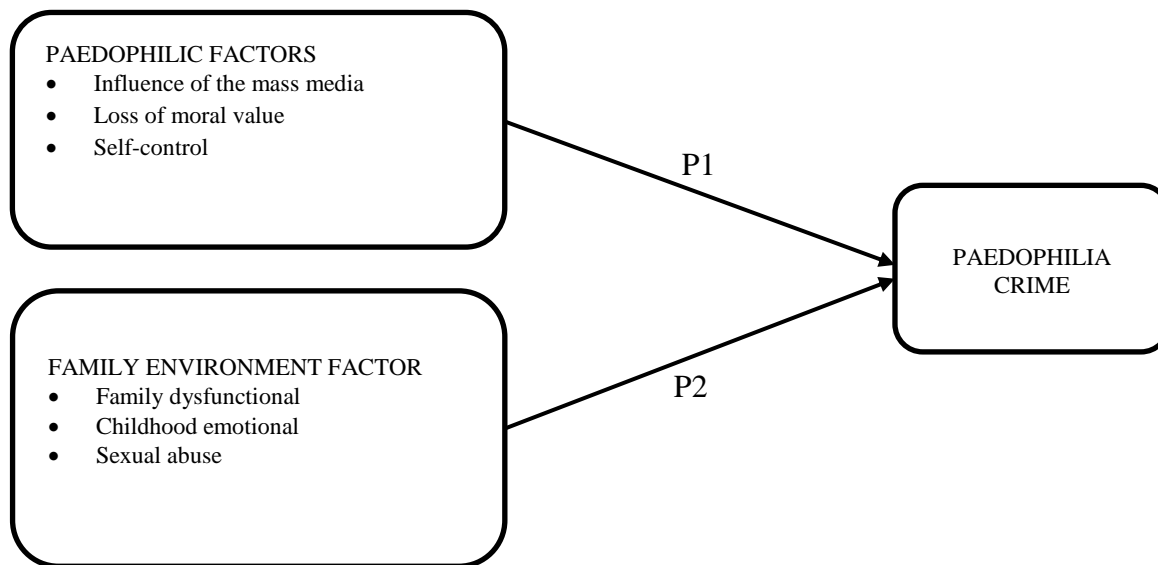 PAEDOPHILIC FACTORS
• Influence of the mass media
• Loss of moral value
• Self-control
P1
PAEDOPHILIA
CRIME
FAMILY ENVIRONMENT FACTOR
• Family dysfunctional
• Childhood emotional
• Sexual abuse
P2